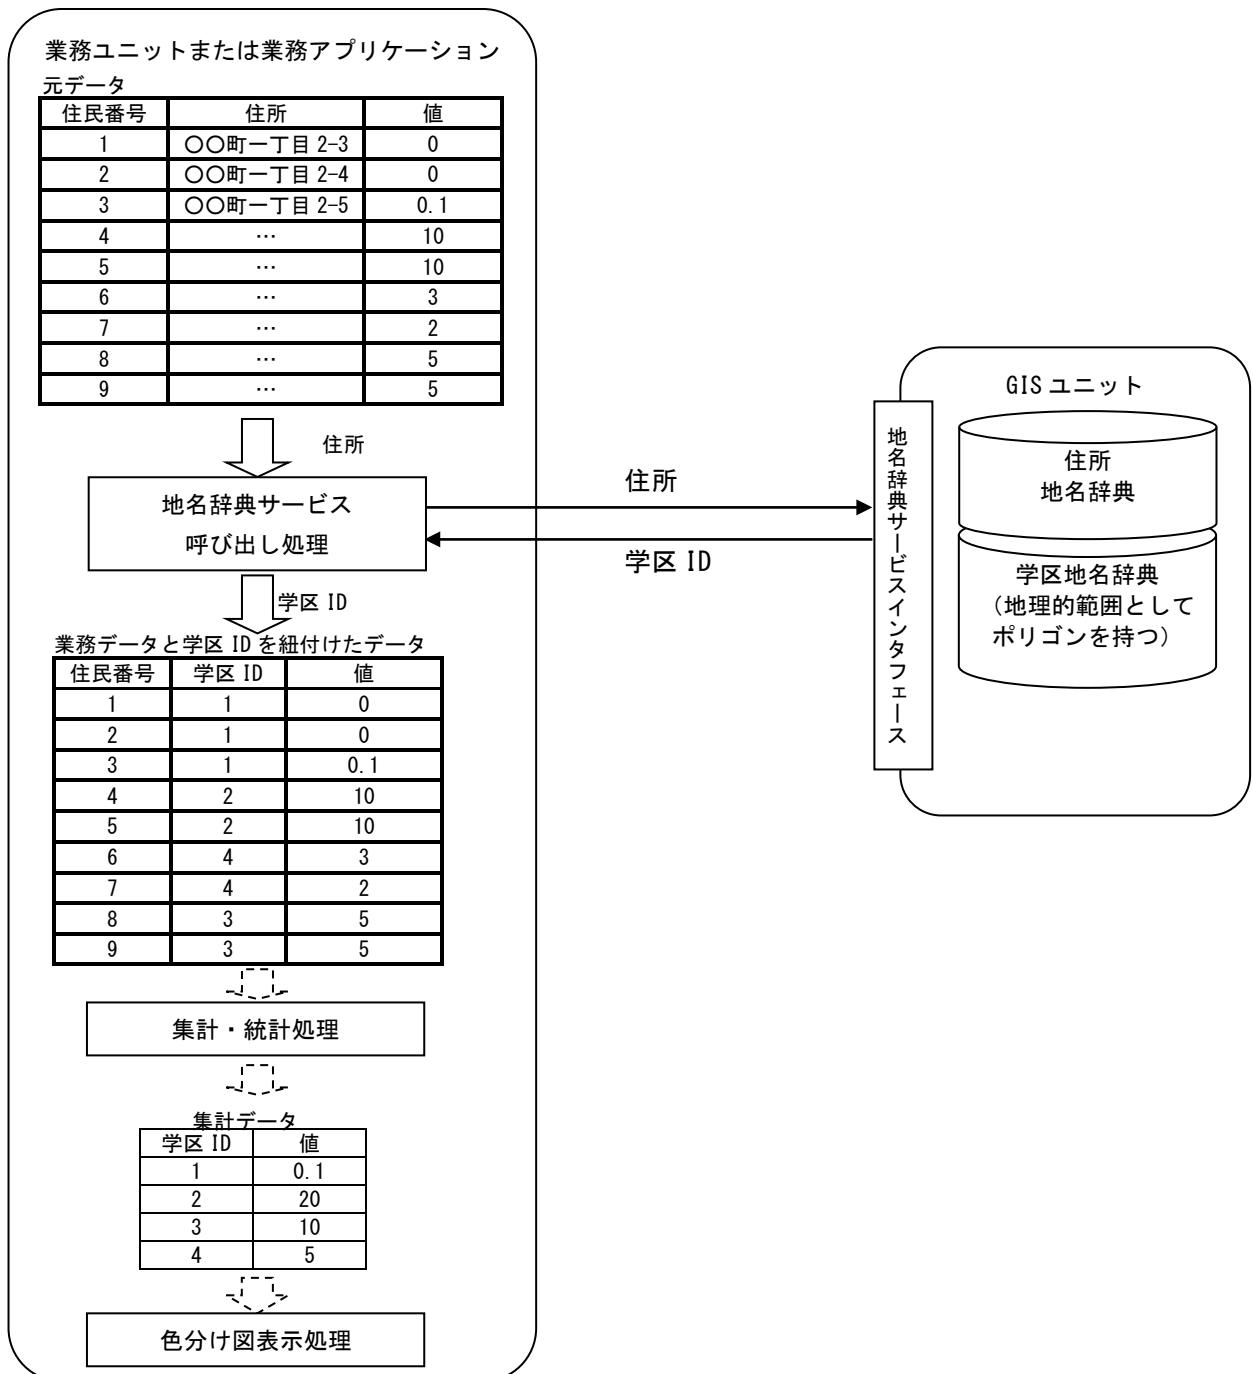 業務ユニットまたは業務アプリケーション
元データ
住民番号 住所 値
1 〇〇町一丁目 2-3 0
2 〇〇町一丁目 2-4 0
3 〇〇町一丁目 2-5 0.1
4 … 10
5 … 10
6 … 3
7 … 2
8 … 5
9 … 5
住所
地名辞典サービス
呼び出し処理
学区 ID
業務データと学区 ID を紐付けたデータ
住民番号 学区 ID 値
1 1 0
2 1 0
3 1 0.1
4 2 10
5 2 10
6 4 3
7 4 2
8 3 5
9 3 5
集計・統計処理
集計データ
学区 ID 値
1 0.1
2 20
3 10
4 5
色分け図表示処理
住所
学区 ID
地名辞典サービスインタフェース
GIS ユニット
住所
地名辞典
学区地名辞典
（地理的範囲として
ポリゴンを持つ）